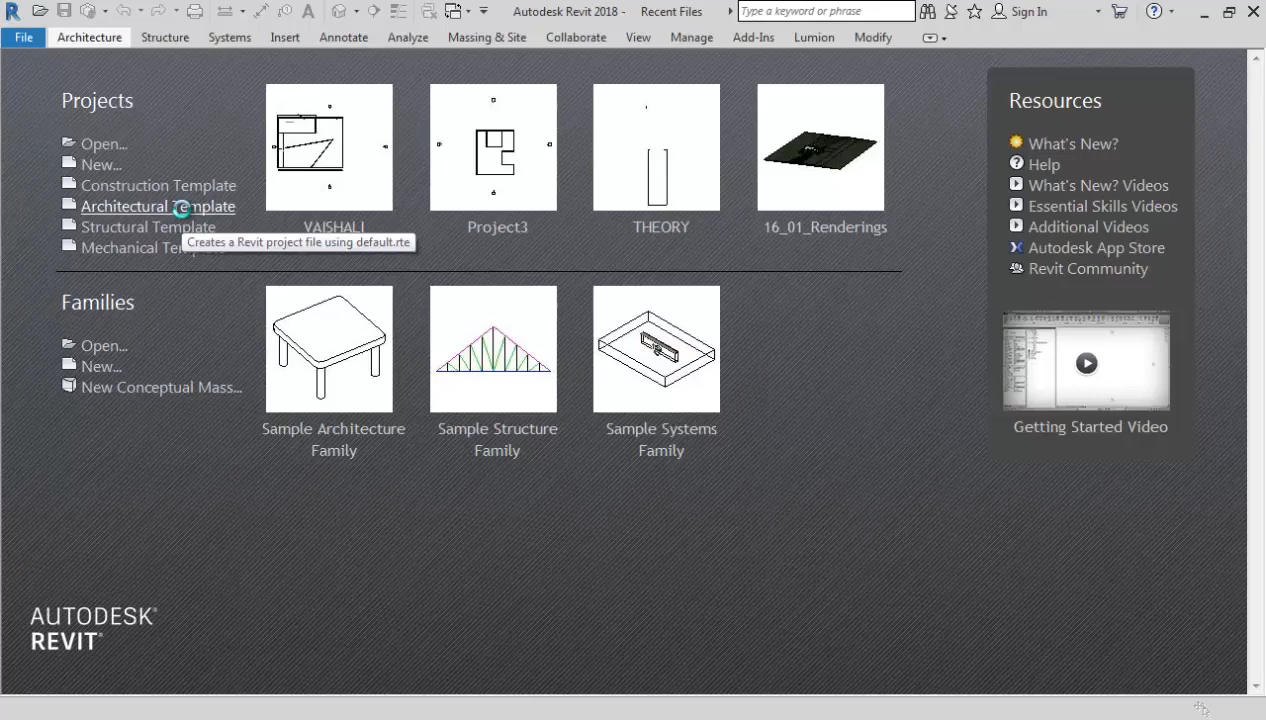 Autodesk Revit 2018 -     Recent Files
Type a keyword or phrase
Sign In
File
Architecture
Structure
Systems
Insert
Annotate
Analyze
Massing & Site
Collaborate
View
Manage
Add-Ins
Lumion
Modify
Projects
Open...
New...
Construction Template
Architectural Template
Structural Template
Mechanical
Creates a Revit project file using default.rte
VAISHALI
Project3
THEORY
16_01_Renderings
Families
Open...
New...
New Conceptual Mass...
Sample Architecture
Family
Sample Structure
Family
Sample Systems
Family
Resources
What's New?
Help
What's New? Videos
Essential Skills Videos
Additional Videos
Autodesk App Store
Revit Community
Getting Started Video
AUTODESK®
REVIT®